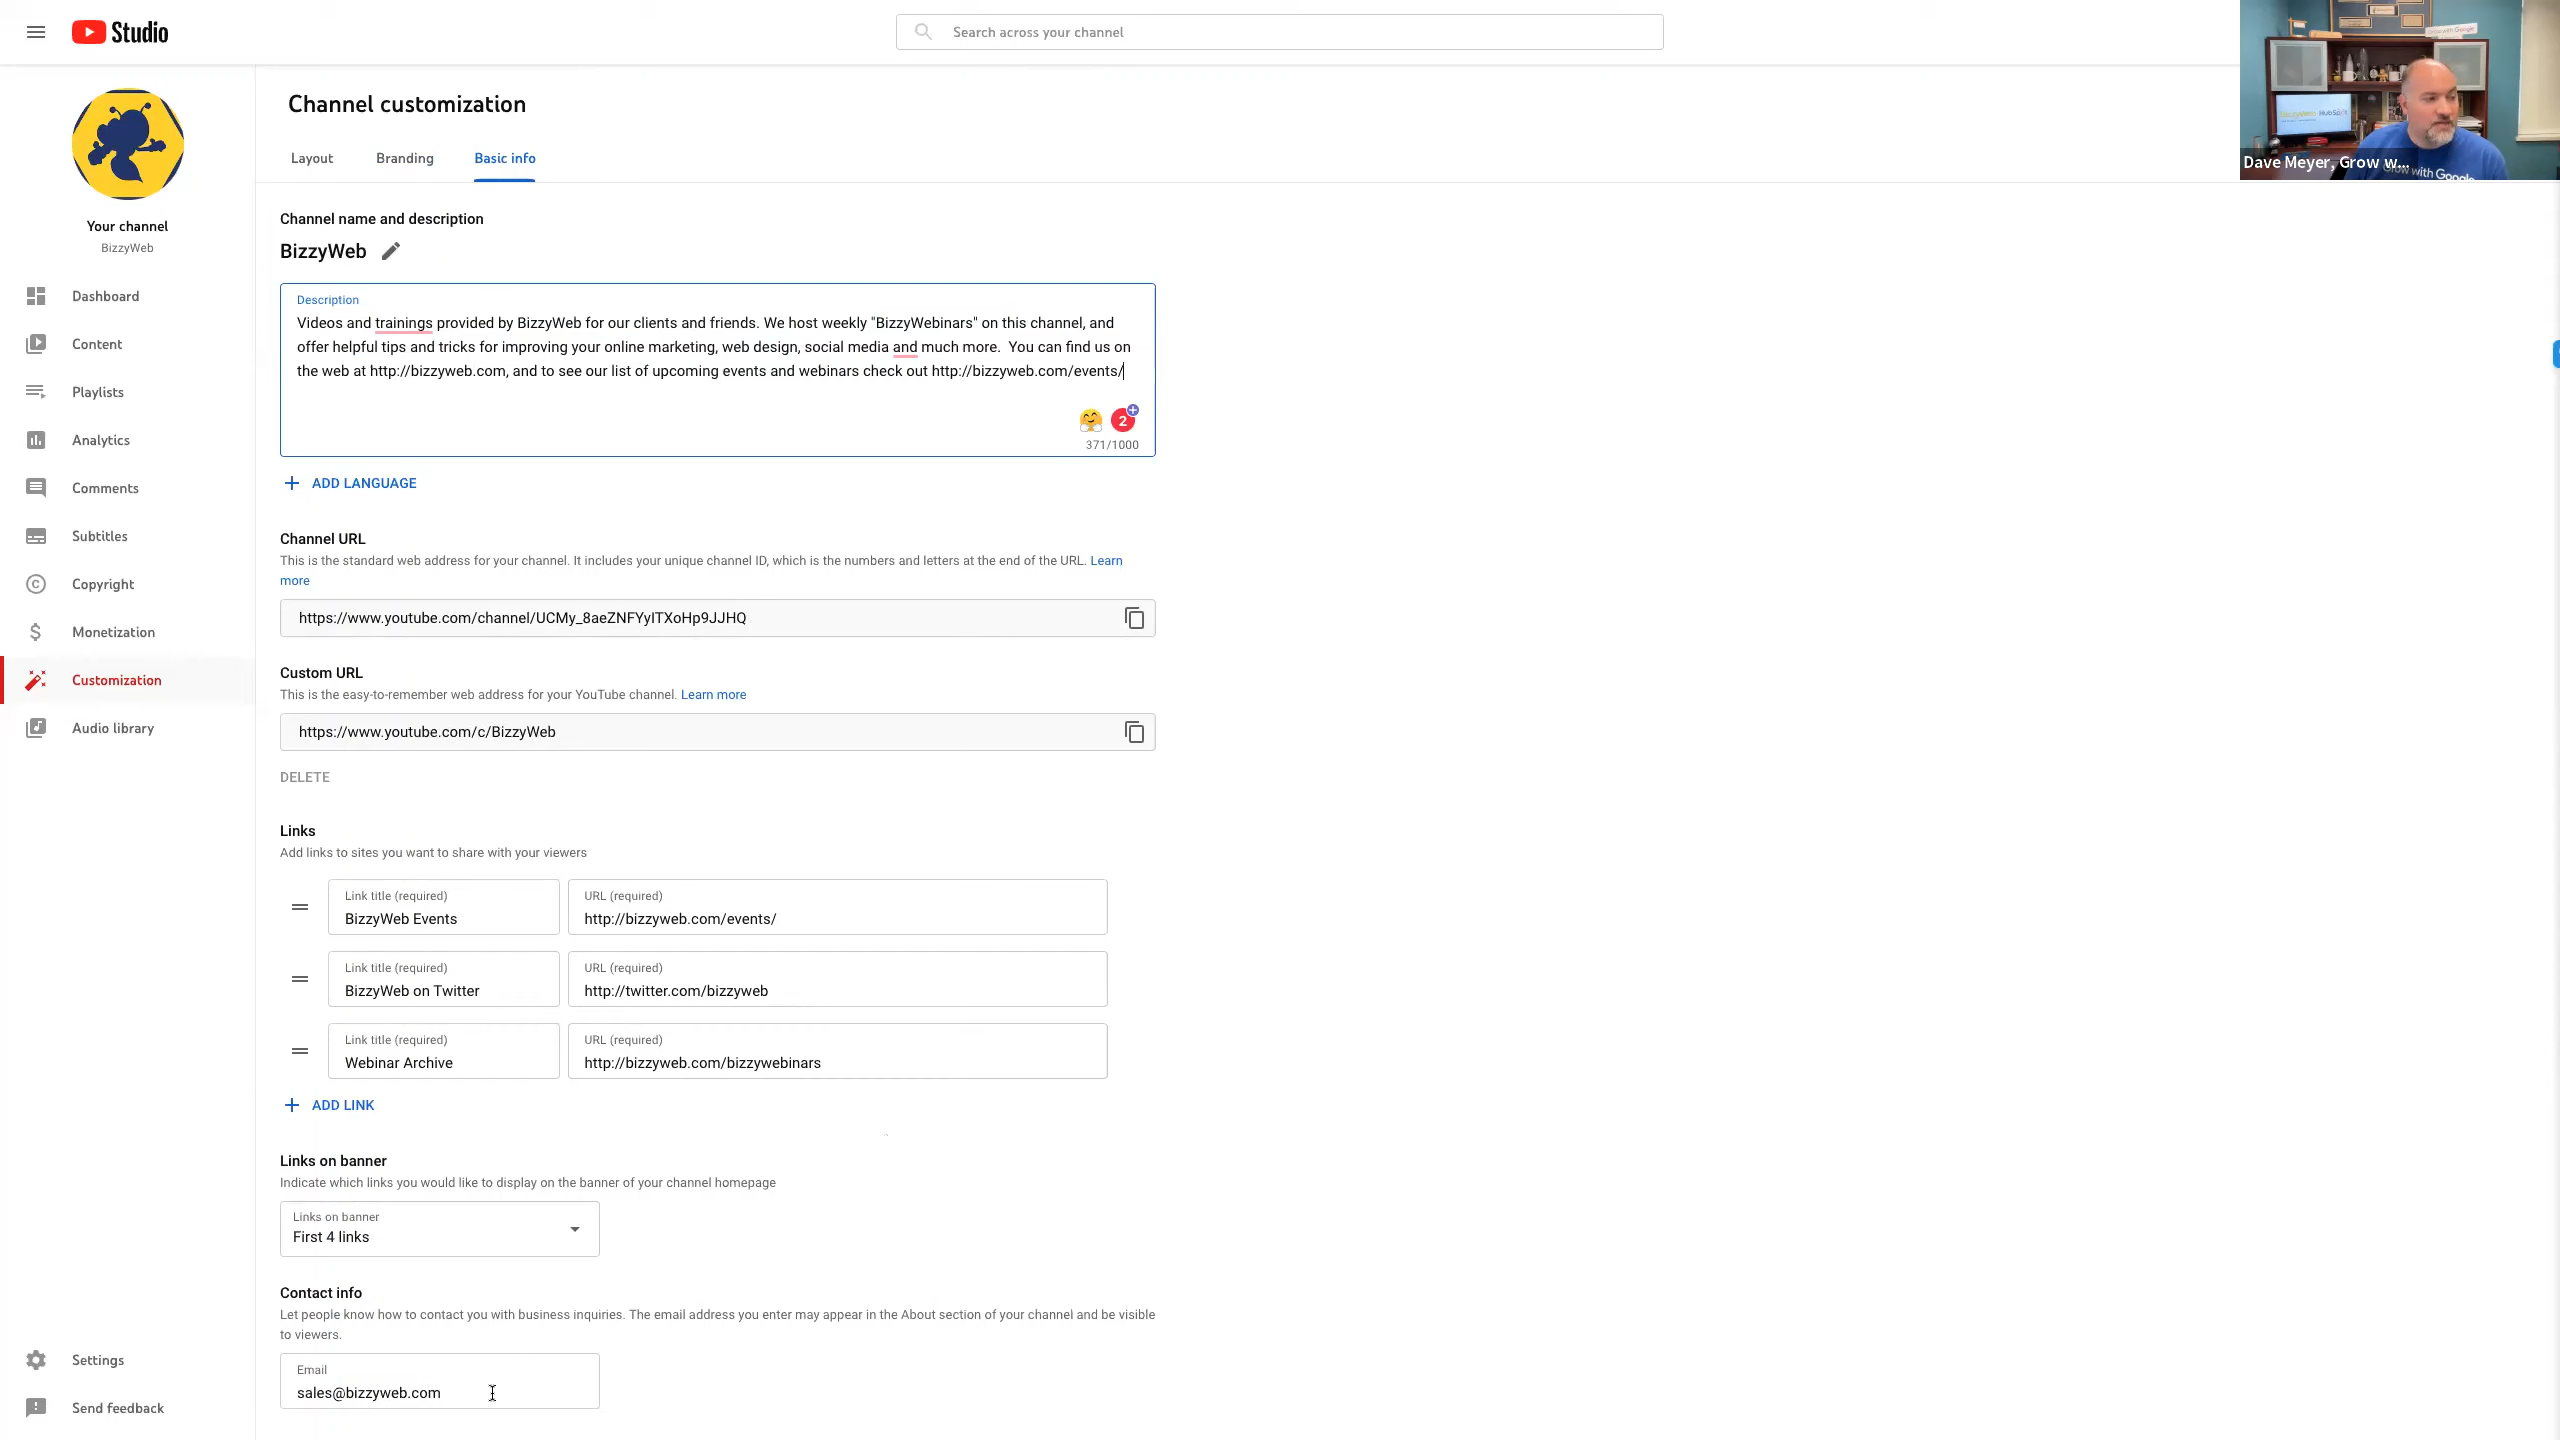 Studio
Search across your channel
Dave Meyer, Grow w...
Grow with Google
Your channel
BizzyWeb
Dashboard
Content
Playlists
Analytics
Comments
Subtitles
Copyright
Monetization
Customization
Audio library
Settings
Send feedback
Channel customization
Layout
Branding
Basic info
Channel name and description
BizzyWeb
Description
Videos and trainings provided by BizzyWeb for our clients and friends. We host weekly "BizzyWebinars" on this channel, and
offer helpful tips and tricks for improving your online marketing, web design, social media and much more.  You can find us on
the web at http://bizzyweb.com, and to see our list of upcoming events and webinars check out http://bizzyweb.com/events/
2
371/1000
ADD LANGUAGE
Channel URL
This is the standard web address for your channel. It includes your unique channel ID, which is the numbers and letters at the end of the URL. Learn
more
https://www.youtube.com/channel/UCMy_8aeZNFYyITXoHp9JJHQ
Custom URL
This is the easy-to-remember web address for your YouTube channel. Learn more
https://www.youtube.com/c/BizzyWeb
DELETE
Links
Add links to sites you want to share with your viewers
Link title (required)
BizzyWeb Events
URL (required)
http://bizzyweb.com/events/
Link title (required)
BizzyWeb on Twitter
URL (required)
http://twitter.com/bizzyweb
Link title (required)
Webinar Archive
URL (required)
http://bizzyweb.com/bizzywebinars
ADD LINK
Links on banner
Indicate which links you would like to display on the banner of your channel homepage
Links on banner
First 4 links
Contact info
Let people know how to contact you with business inquiries. The email address you enter may appear in the About section of your channel and be visible
to viewers.
Email
sales@bizzyweb.com